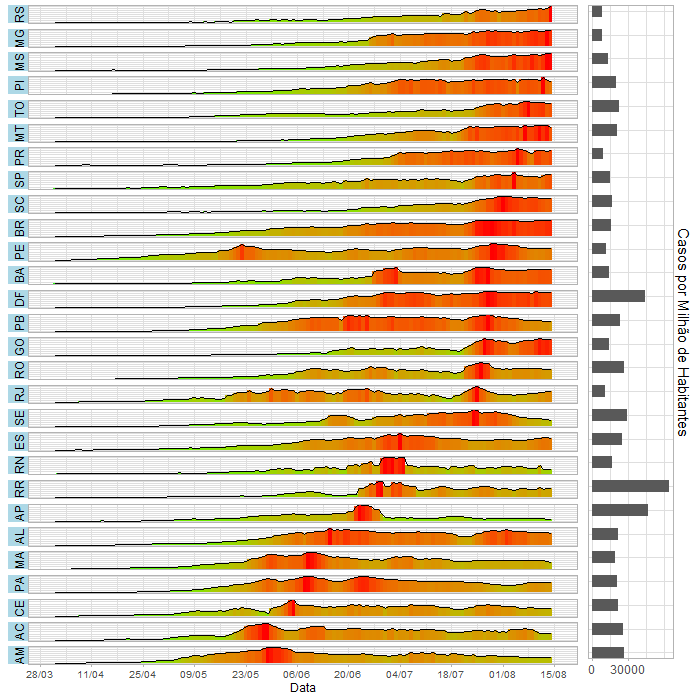 RS
MG
MS
PI
TO
MT
PR
SP
SC
BR
PE
BA
DF
PB
GO
RO
RJ
SE
ES
RN
RR
AP
AL
MA
PA
CE
AC
AM
28/03 11/04 25/04 09/05 23/05 06/06 20/06 04/07 18/07 01/08 15/08
Data
0 30000
Casos por Milhão de Habitantes